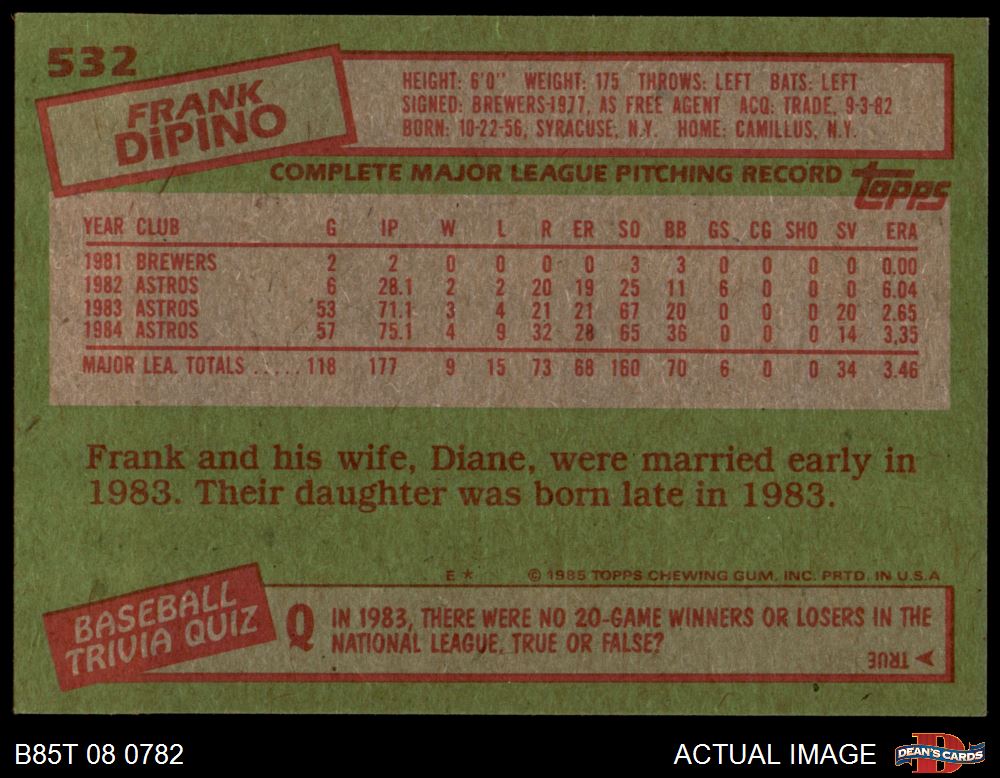 532
FRANK
DiPINO
HEIGHT: 6'0" WEIGHT: 175 THROWS: LEFT BATS: LEFT
SIGNED: BREWERS-1977, AS FREE AGENT ACQ: TRADE, 9-3-82
BORN: 10-22-56, SYRACUSE, N.Y. HOME: CAMILLUS, N.Y.
COMPLETE MAJOR LEAGUE PITCHING RECORD
topps
YEAR CLUB G IP W L R ER SO BB GS CG SHO SV ERA
1981 BREWERS 2 2 0 0 0 0 3 3 0 0 0 0 0.00
1982 ASTROS 6 28.1 2 2 20 19 25 11 6 0 0 0 6.04
1983 ASTROS 53 71.1 3 4 21 21 67 20 0 0 0 20 2.65
1984 ASTROS 57 75.1 4 9 32 28 65 36 0 0 0 14 3.35
MAJOR LEA. TOTALS ..... 118 177 9 15 73 68 160 70 6 0 0 34 3.46
Frank and his wife, Diane, were married early in
1983. Their daughter was born late in 1983.
E* © 1985 TOPPS CHEWING GUM, INC. PRTD. IN U.S.A
BASEBALL
TRIVIA QUIZ
Q IN 1983, THERE WERE NO 20-GAME WINNERS OR LOSERS IN THE
NATIONAL LEAGUE, TRUE OR FALSE?
TRUE
B85T 08 0782
ACTUAL IMAGE
D
DEAN'S CARDS